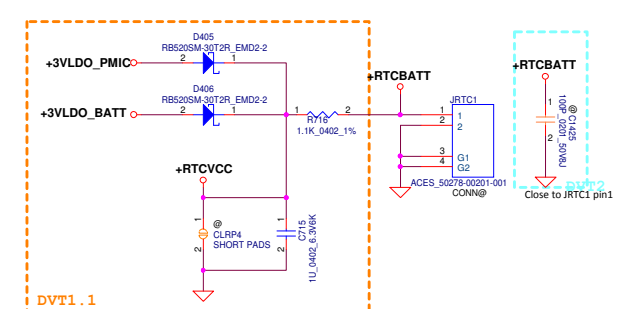 D405
RB520SM-30T2R_EMD2-2
+3VLDO_PMIC
2
1
D406
RB520SM-30T2R_EMD2-2
+3VLDO_BATT
2
1
1
2
R716
1.1K_0402_1%
+RTCBATT
JRTC1
1
2
3
4
1
2
G1
G2
ACES_50278-00201-001
CONN@
+RTCVCC
1
2
@
CLRP4
SHORT PADS
1
2
C715
1U_0402_6.3V6K
DVT1.1
+RTCBATT
1
2
@
C1425
100P_0201_50V8J
DVT2
Close to JRTC1 pin1